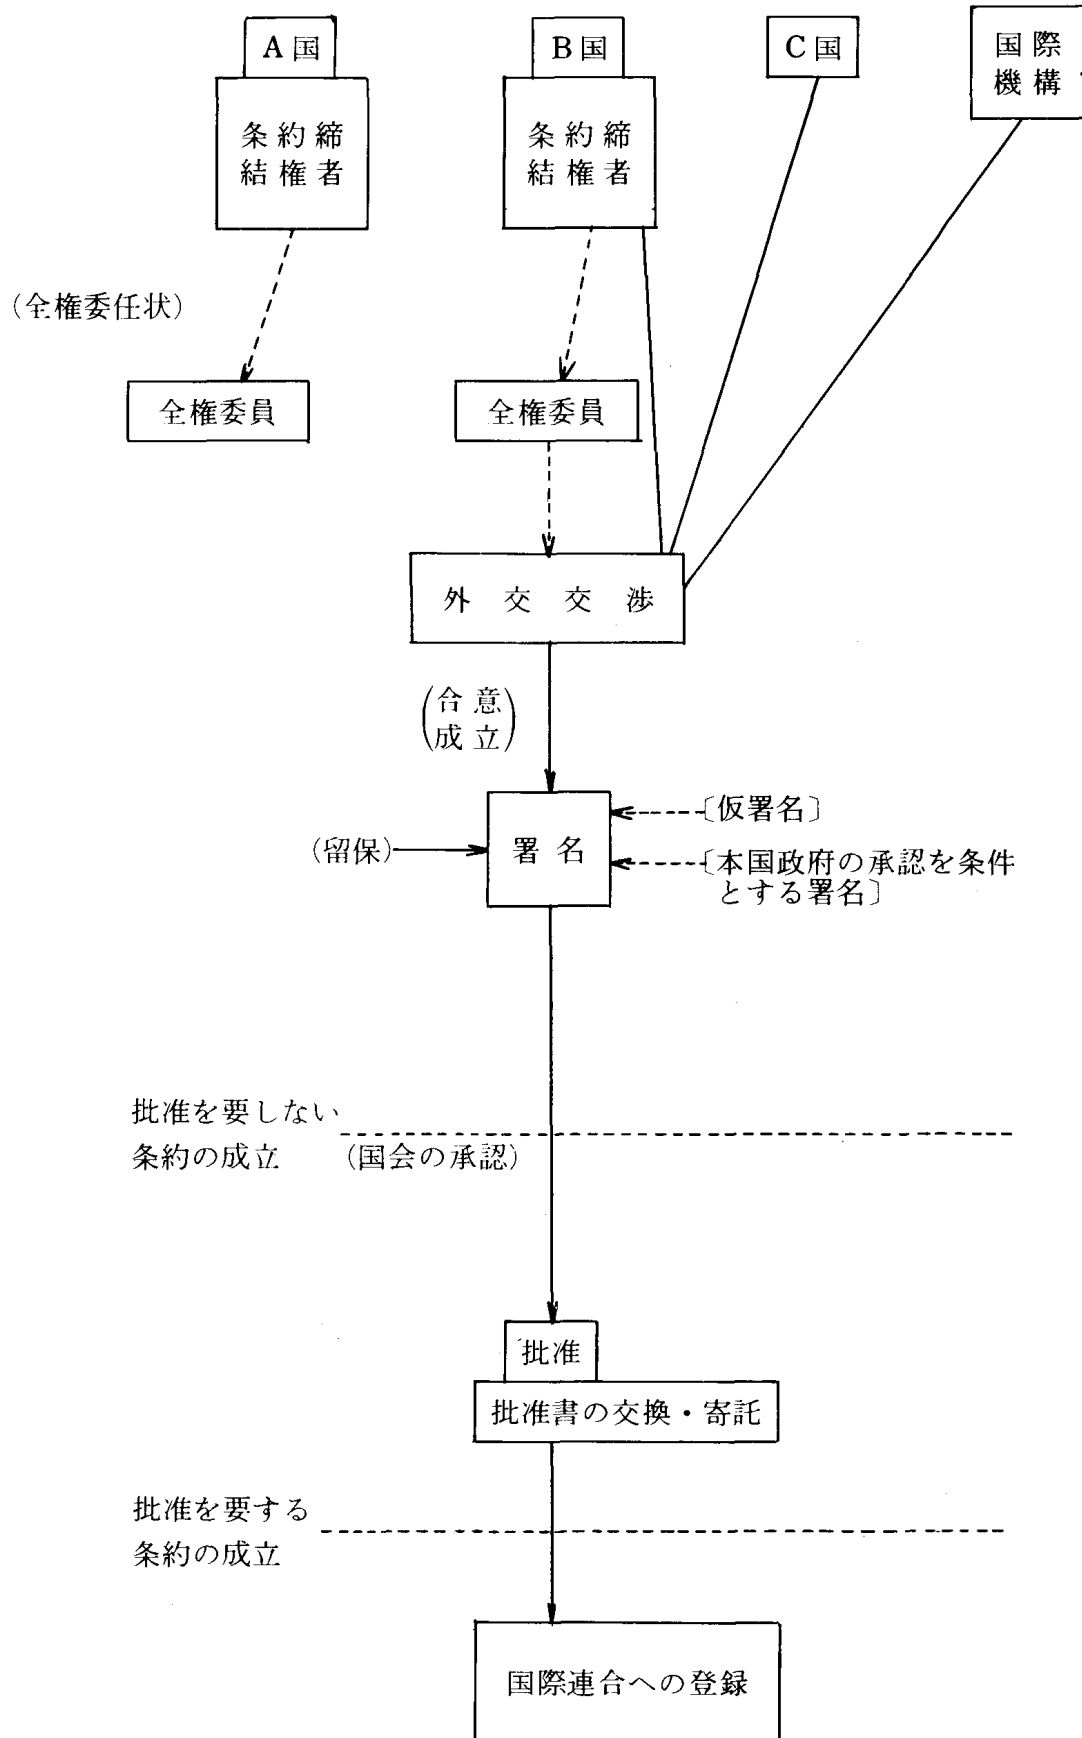 A国
B国
C国
国際
機構
条約締
結権者
条約締
結権者
(全権委任状)
全権委員
全権委員
外交交渉
(合意
成立)
署名
(留保)
〔仮署名〕
〔本国政府の承認を条件
とする署名〕
批准を要しない
条約の成立
(国会の承認)
批准
批准書の交換・寄託
批准を要する
条約の成立
国際連合への登録